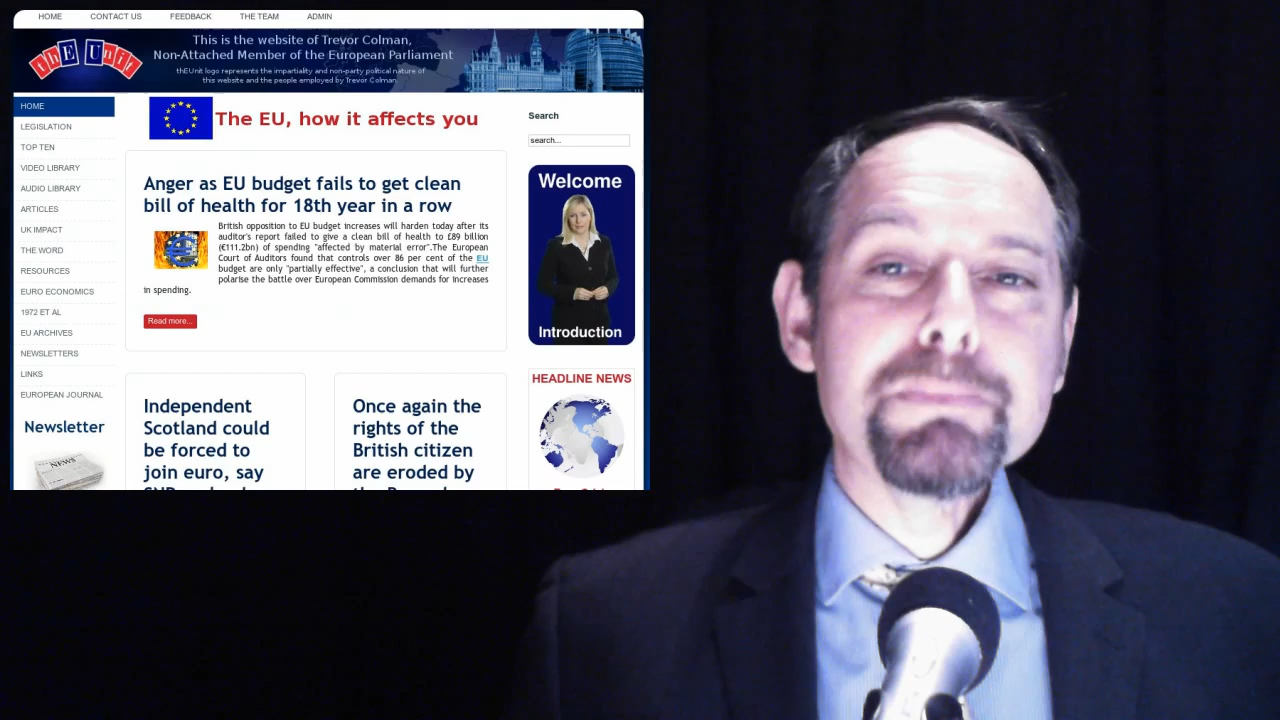 HOME CONTACT US FEEDBACK THE TEAM ADMIN
thEUnit
This is the website of Trevor Colman,
Non-Attached Member of the European Parliament
thEUnit logo represents the impartiality and non-party political nature of
this website and the people employed by Trevor Colman.
HOME
LEGISLATION
TOP TEN
VIDEO LIBRARY
AUDIO LIBRARY
ARTICLES
UK IMPACT
THE WORD
RESOURCES
EURO ECONOMICS
1972 ET AL
EU ARCHIVES
NEWSLETTERS
LINKS
EUROPEAN JOURNAL
Newsletter
NEWS
The EU, how it affects you
Anger as EU budget fails to get clean
bill of health for 18th year in a row
British opposition to EU budget increases will harden today after its
auditor's report failed to give a clean bill of health to £89 billion
(€111.2bn) of spending "affected by material error".The European
Court of Auditors found that controls over 86 per cent of the EU
budget are only "partially effective", a conclusion that will further
polarise the battle over European Commission demands for increases
in spending.
Read more...
Independent
Scotland could
be forced to
join euro, say
Once again the
rights of the
British citizen
are eroded by
Search
search...
Welcome
Introduction
HEADLINE NEWS